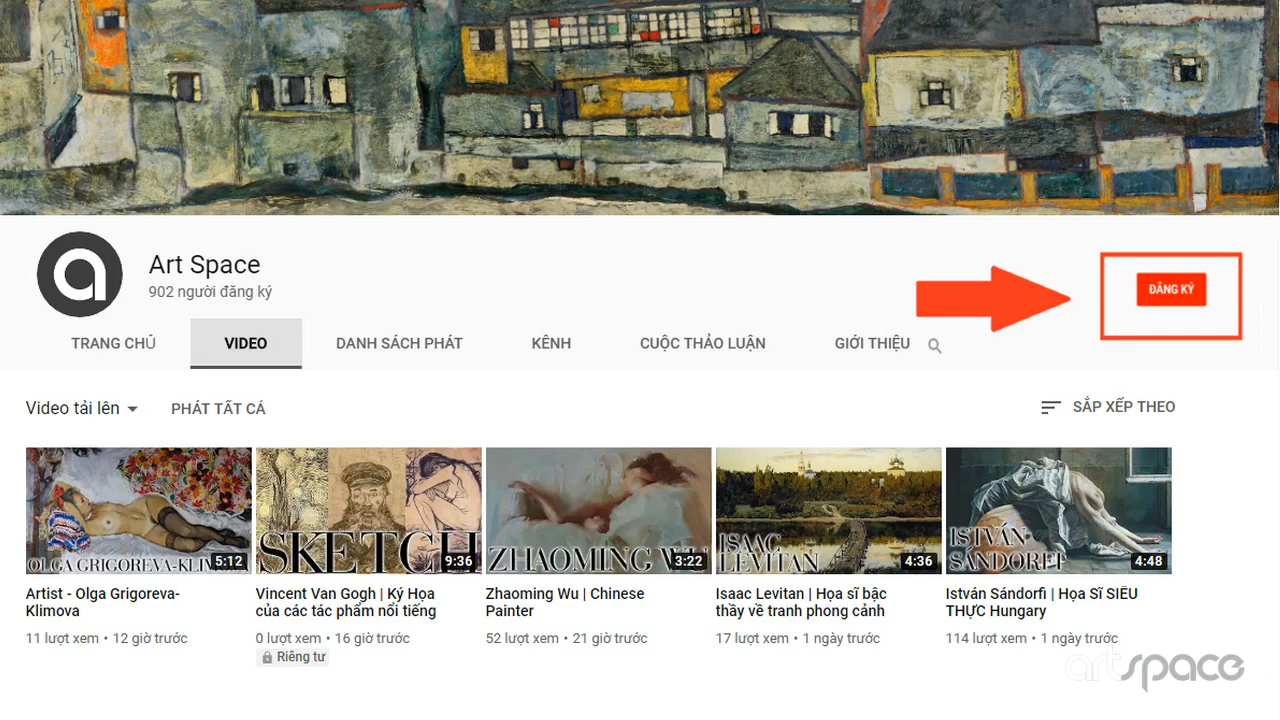 Art Space
902 người đăng ký
ĐĂNG KÝ
TRANG CHỦ VIDEO DANH SÁCH PHÁT KÊNH CUỘC THẢO LUẬN GIỚI THIỆU
Video tải lên PHÁT TẤT CẢ SẮP XẾP THEO
OLGA GRIGOREVA-KLIMOVA 5:12
SKETCH 9:36
ZHAOMING WU 3:22
ISAAC
LEVITAN 4:36
ISTVÁN
SÁNDORFI 4:48
Artist - Olga Grigoreva-
Klimova
11 lượt xem • 12 giờ trước
Vincent Van Gogh | Ký Họa
của các tác phẩm nổi tiếng
0 lượt xem • 16 giờ trước
Riêng tư
Zhaoming Wu | Chinese
Painter
52 lượt xem • 21 giờ trước
Isaac Levitan | Họa sĩ bậc
thầy về tranh phong cảnh
17 lượt xem • 1 ngày trước
István Sándorfi | Họa Sĩ SIÊU
THỰC Hungary
114 lượt xem • 1 ngày trước
artspace